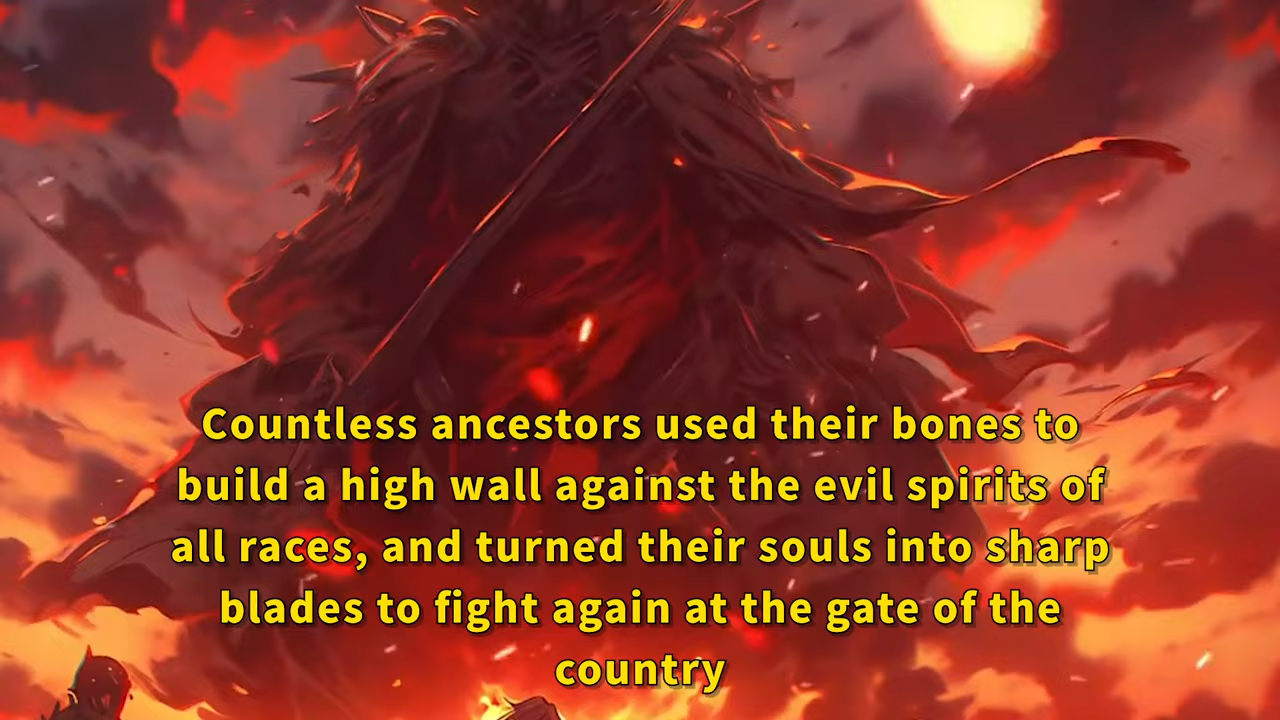 Countless ancestors used their bones to
build a high wall against the evil spirits of
all races, and turned their souls into sharp
blades to fight again at the gate of the
country